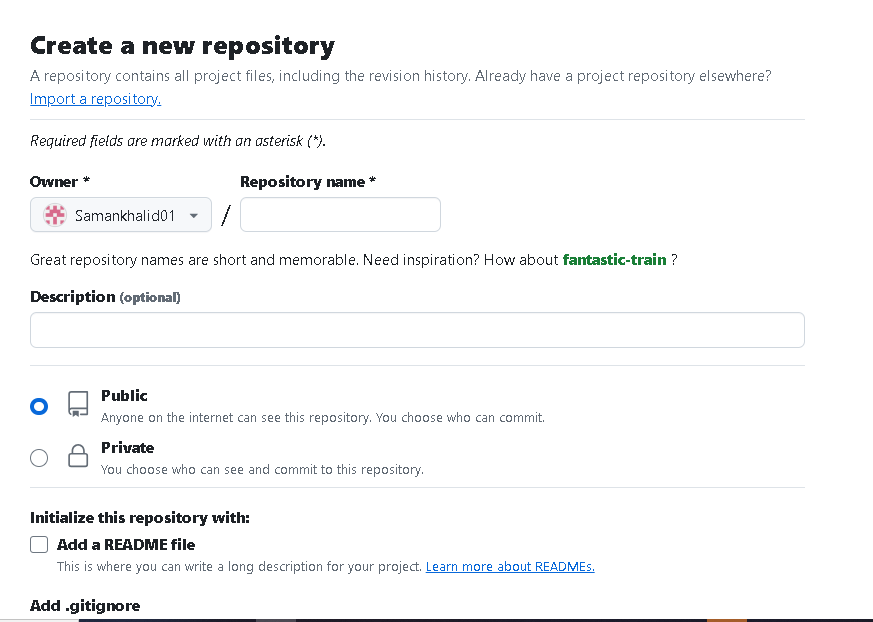 Create a new repository
A repository contains all project files, including the revision history. Already have a project repository elsewhere?
Import a repository.
Required fields are marked with an asterisk (*).
Owner * Repository name *
Samankhalid01 /
Great repository names are short and memorable. Need inspiration? How about fantastic-train ?
Description (optional)
Public
Anyone on the internet can see this repository. You choose who can commit.
Private
You choose who can see and commit to this repository.
Initialize this repository with:
Add a README file
This is where you can write a long description for your project. Learn more about READMEs.
Add .gitignore